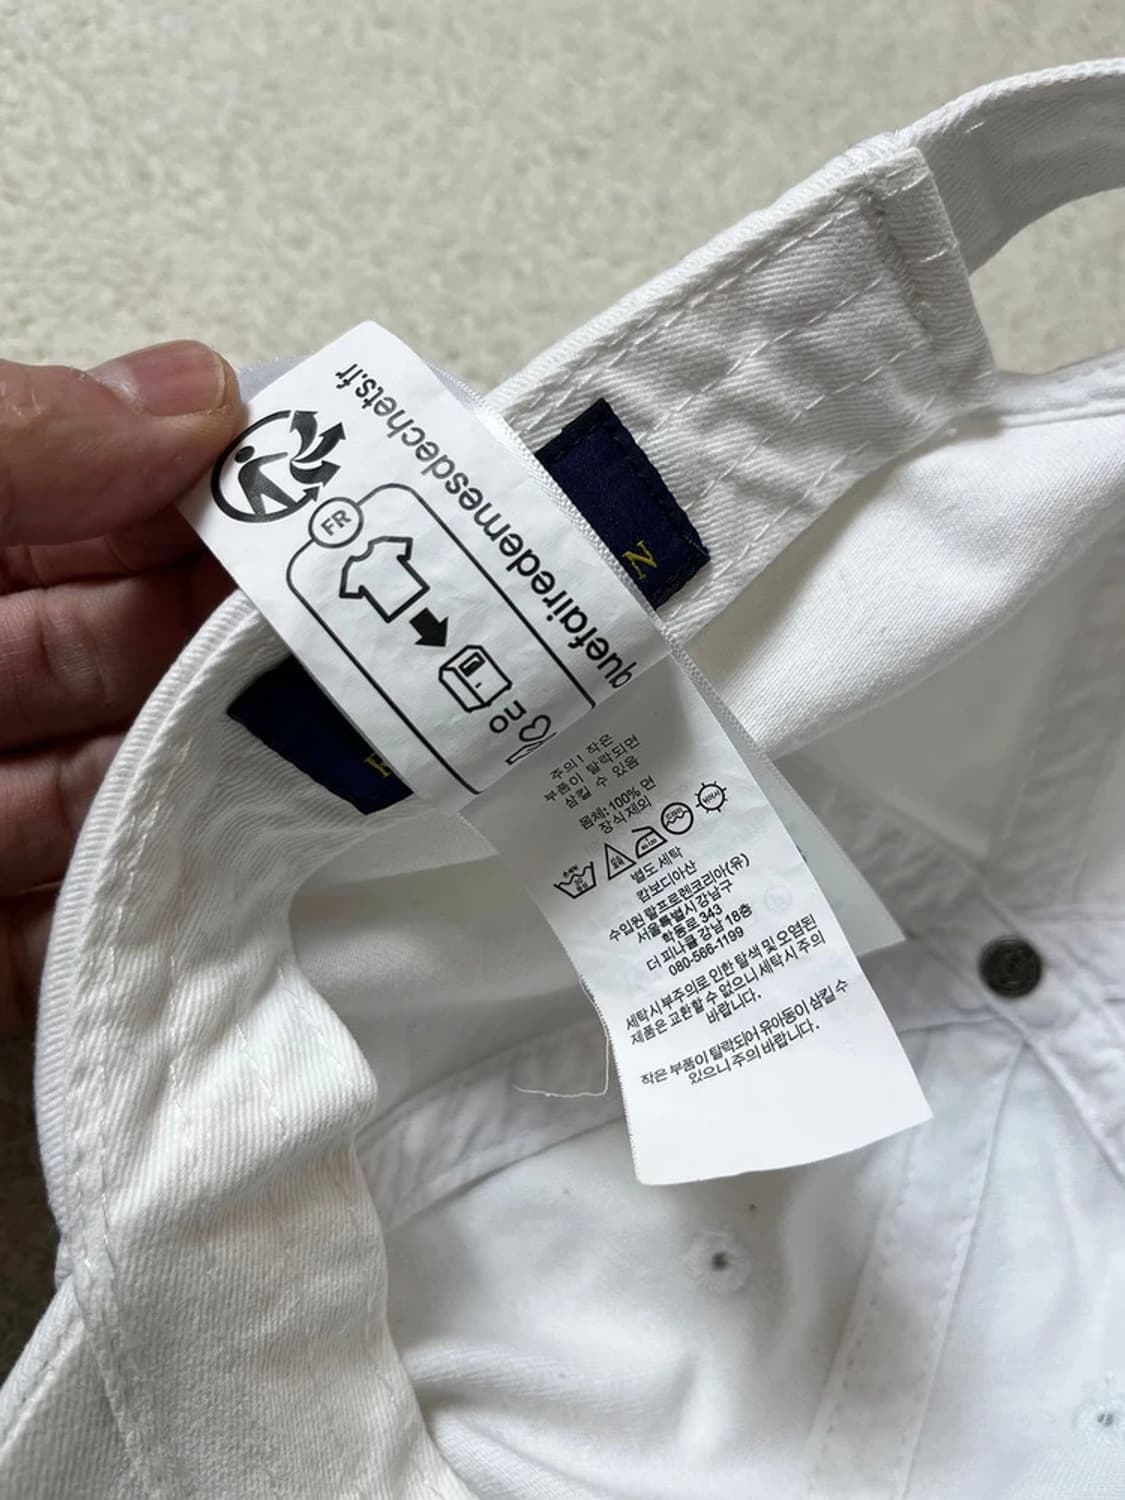 quefairedemesdechets.fr
FR
N
주의! 작은
부품이 탈락되면
삼킬 수 있음
몸체: 100% 면
장식 제외
별도 세탁
캄보디아산
수입원 랄프로렌코리아(유)
서울특별시 강남구
학동로 343
더 피나클 강남 18층
080-566-1199
세탁시 부주의로 인한 탈색 및 오염된
제품은 교환할 수 없으니 세탁시 주의
바랍니다.
작은 부품이 탈락되어 유아동이 삼킬 수
있으니 주의 바랍니다.